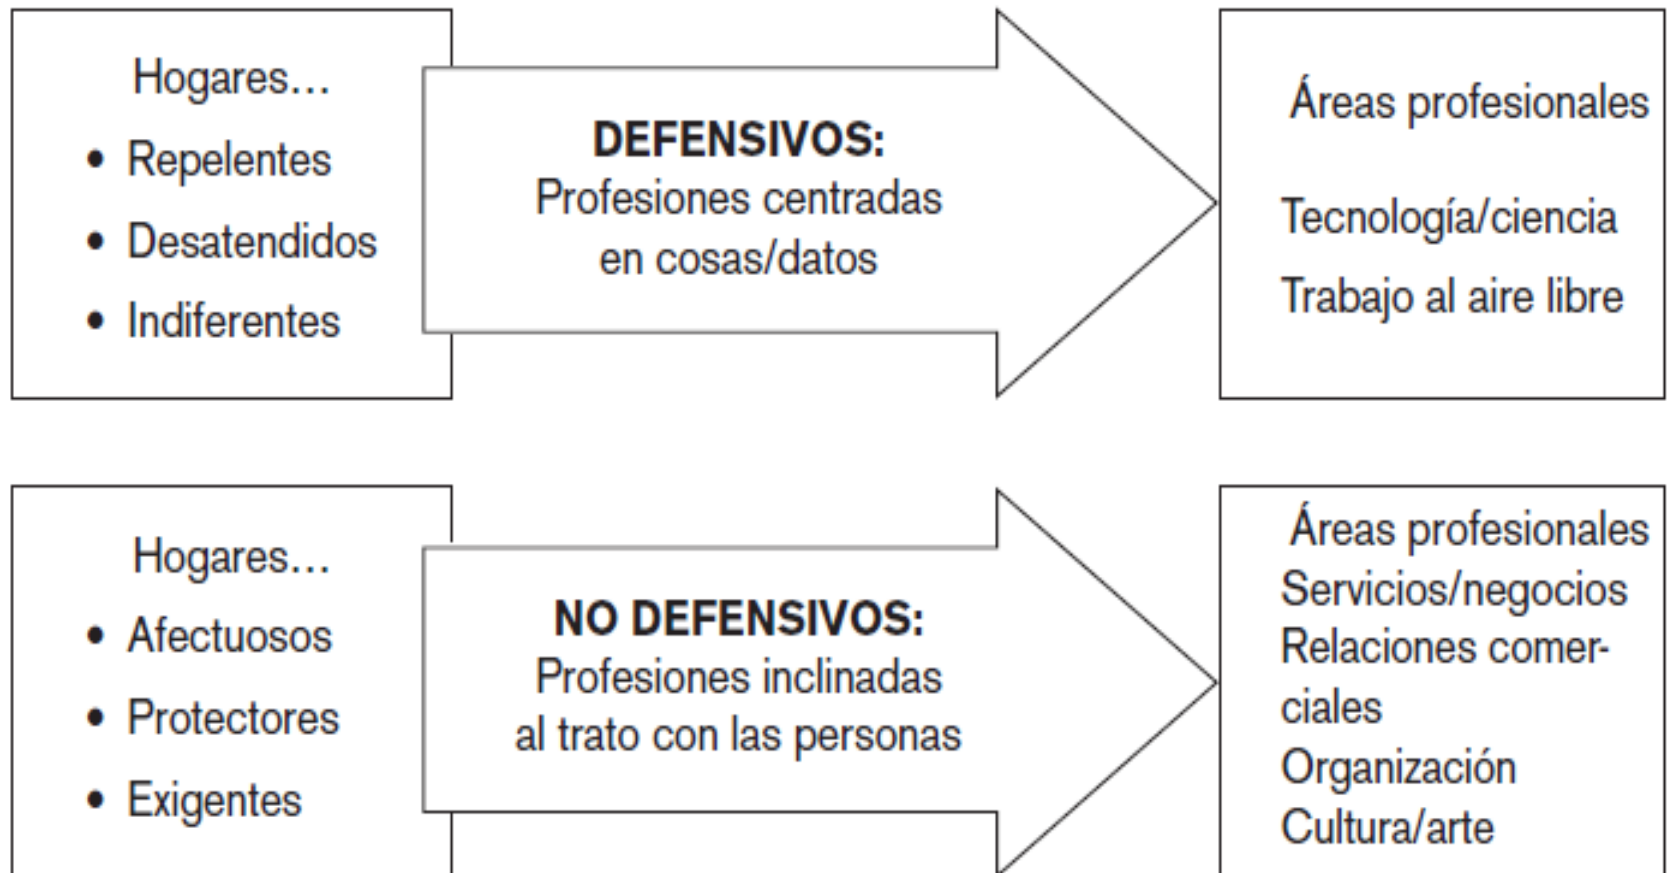 Hogares...
• Repelentes
• Desatendidos
• Indiferentes
DEFENSIVOS:
Profesiones centradas
en cosas/datos
Áreas profesionales
Tecnología/ciencia
Trabajo al aire libre
Hogares...
• Afectuosos
• Protectores
• Exigentes
NO DEFENSIVOS:
Profesiones inclinadas
al trato con las personas
Áreas profesionales
Servicios/negocios
Relaciones comer-
ciales
Organización
Cultura/arte